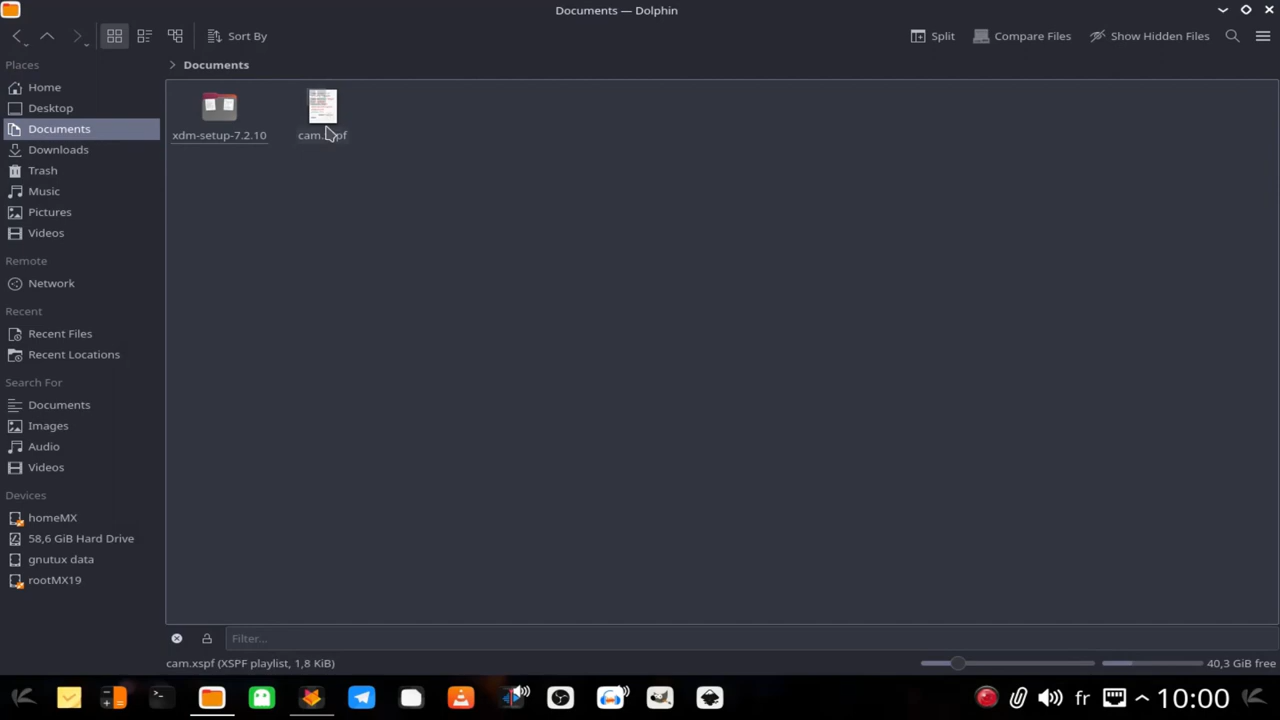 Documents — Dolphin
Sort By
Split
Compare Files
Show Hidden Files
Places
Documents
Home
Desktop
Documents
Downloads
Trash
Music
Pictures
Videos
Remote
Network
Recent
Recent Files
Recent Locations
Search For
Documents
Images
Audio
Videos
Devices
homeMX
58,6 GiB Hard Drive
gnutux data
rootMX19
xdm-setup-7.2.10
Filter...
cam.xspf (XSPF playlist, 1,8 KiB)
40,3 GiB free
fr
10:00